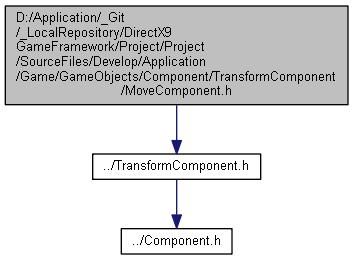 D:/Application/_Git
/_LocalRepository/DirectX9
GameFramework/Project/Project
/SourceFiles/Develop/Application
/Game/GameObjects/Component/TransformComponent
/MoveComponent.h
../TransformComponent.h
../Component.h